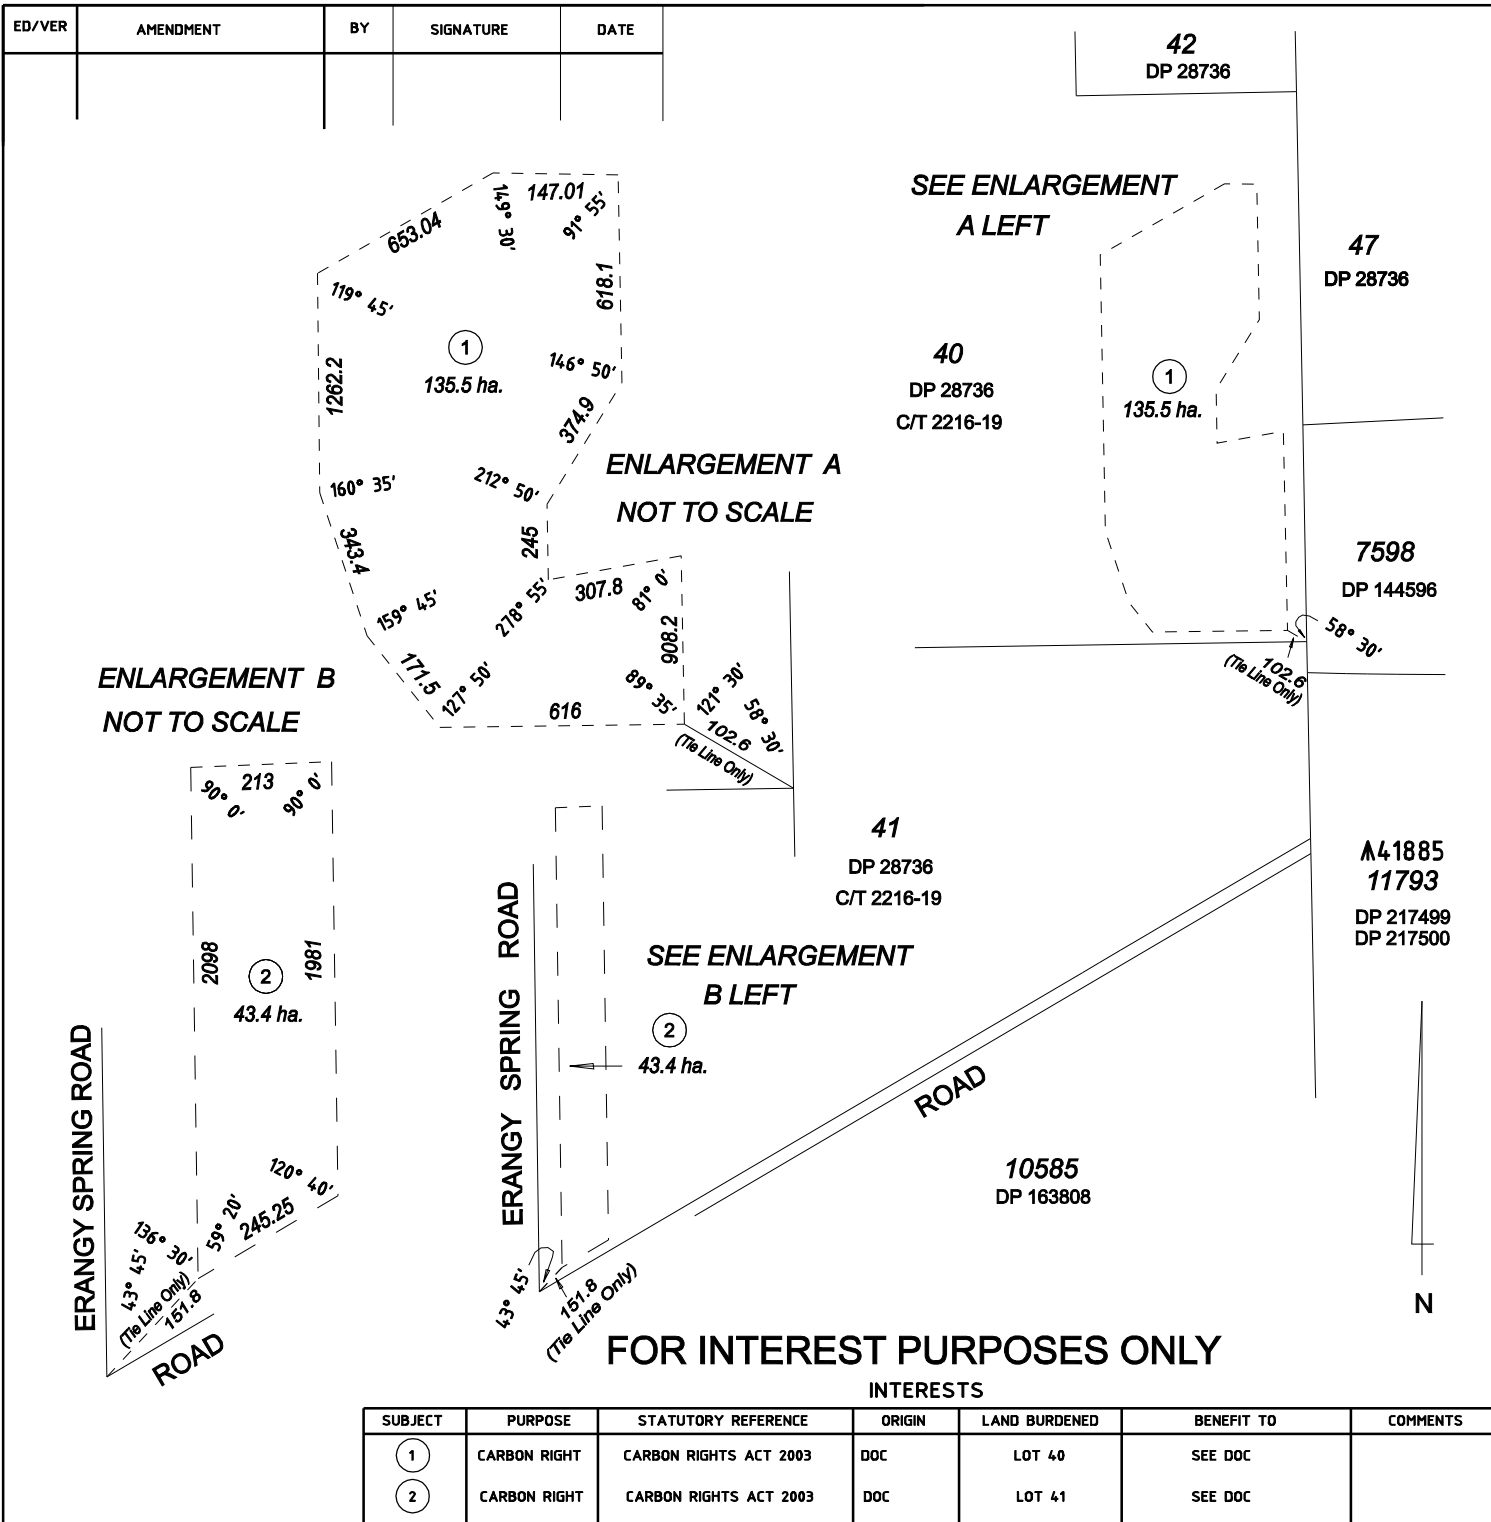 ED/VER AMENDMENT BY SIGNATURE DATE
42
DP 28736
SEE ENLARGEMENT
A LEFT
47
DP 28736
147.01
149° 30'
91° 55'
653.04
119° 45'
618.1
1
135.5 ha.
146° 50'
1262.2
374.9
160° 35'
212° 50'
343.4
245
159° 45'
278° 55'
307.8
81° 0'
908.2
171.5
127° 50'
616
89° 35'
121° 30'
58° 30'
102.6
(Tie Line Only)
ENLARGEMENT A
NOT TO SCALE
40
DP 28736
C/T 2216-19
1
135.5 ha.
7598
DP 144596
58° 30'
102.6
(Tie Line Only)
ENLARGEMENT B
NOT TO SCALE
213
90° 0'
90° 0'
2098
1981
2
43.4 ha.
120° 40'
59° 20'
245.25
136° 30'
43° 45'
(Tie Line Only)
151.8
ERANGY SPRING ROAD
ROAD
41
DP 28736
C/T 2216-19
41885
11793
DP 217499
DP 217500
SEE ENLARGEMENT
B LEFT
2
43.4 ha.
ERANGY SPRING ROAD
ROAD
10585
DP 163808
43° 45'
151.8
(Tie Line Only)
N
FOR INTEREST PURPOSES ONLY
INTERESTS
SUBJECT PURPOSE STATUTORY REFERENCE ORIGIN LAND BURDENED BENEFIT TO COMMENTS
1 CARBON RIGHT CARBON RIGHTS ACT 2003 DOC LOT 40 SEE DOC
2 CARBON RIGHT CARBON RIGHTS ACT 2003 DOC LOT 41 SEE DOC